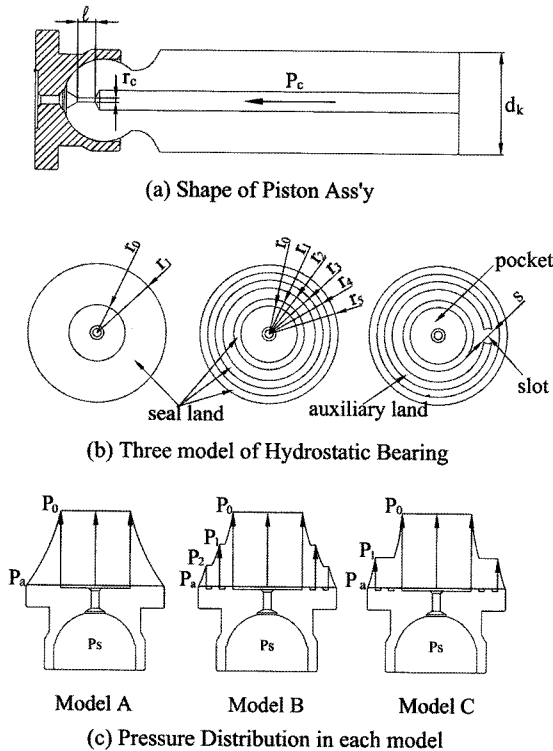 ℓ
r_c
P_c
d_k
(a) Shape of Piston Ass'y
r_0
r_1
r_0
r_1
r_2
r_3
r_4
r_5
pocket
s
slot
seal land
auxiliary land
(b) Three model of Hydrostatic Bearing
P_0
P_a
Ps
P_0
P_1
P_2
P_a
Ps
P_0
P_1
P_a
Ps
Model A
Model B
Model C
(c) Pressure Distribution in each model